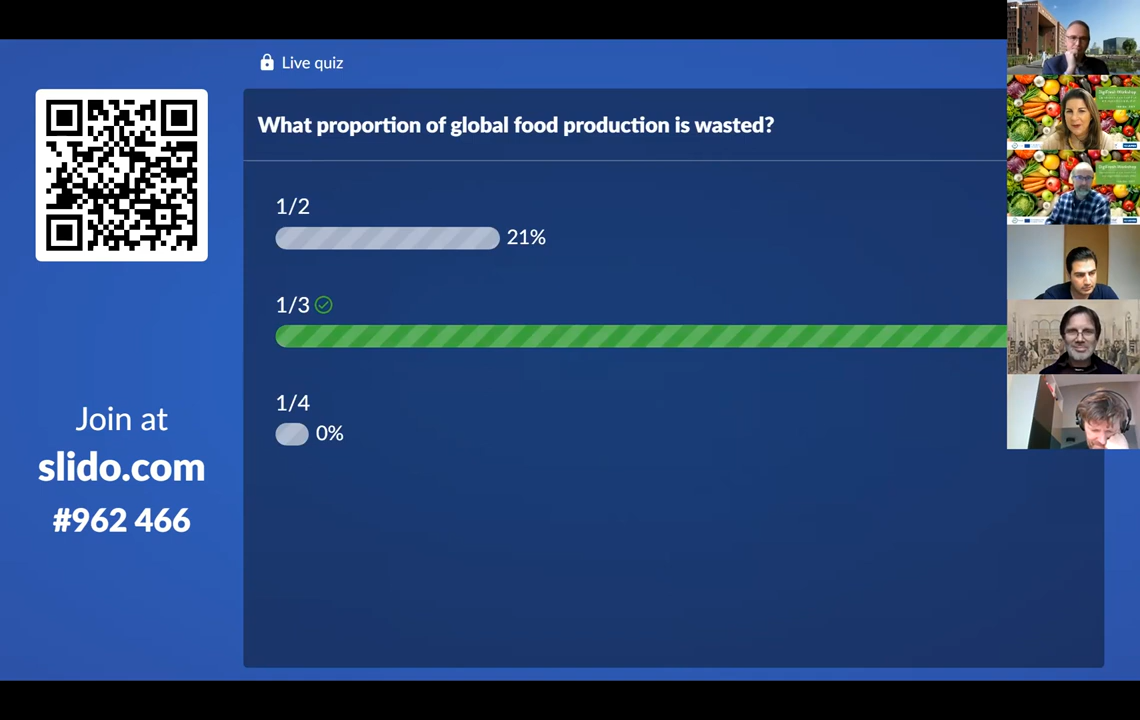 Live quiz
What proportion of global food production is wasted?
1/2
21%
1/3
1/4
0%
Join at
slido.com
#962 466